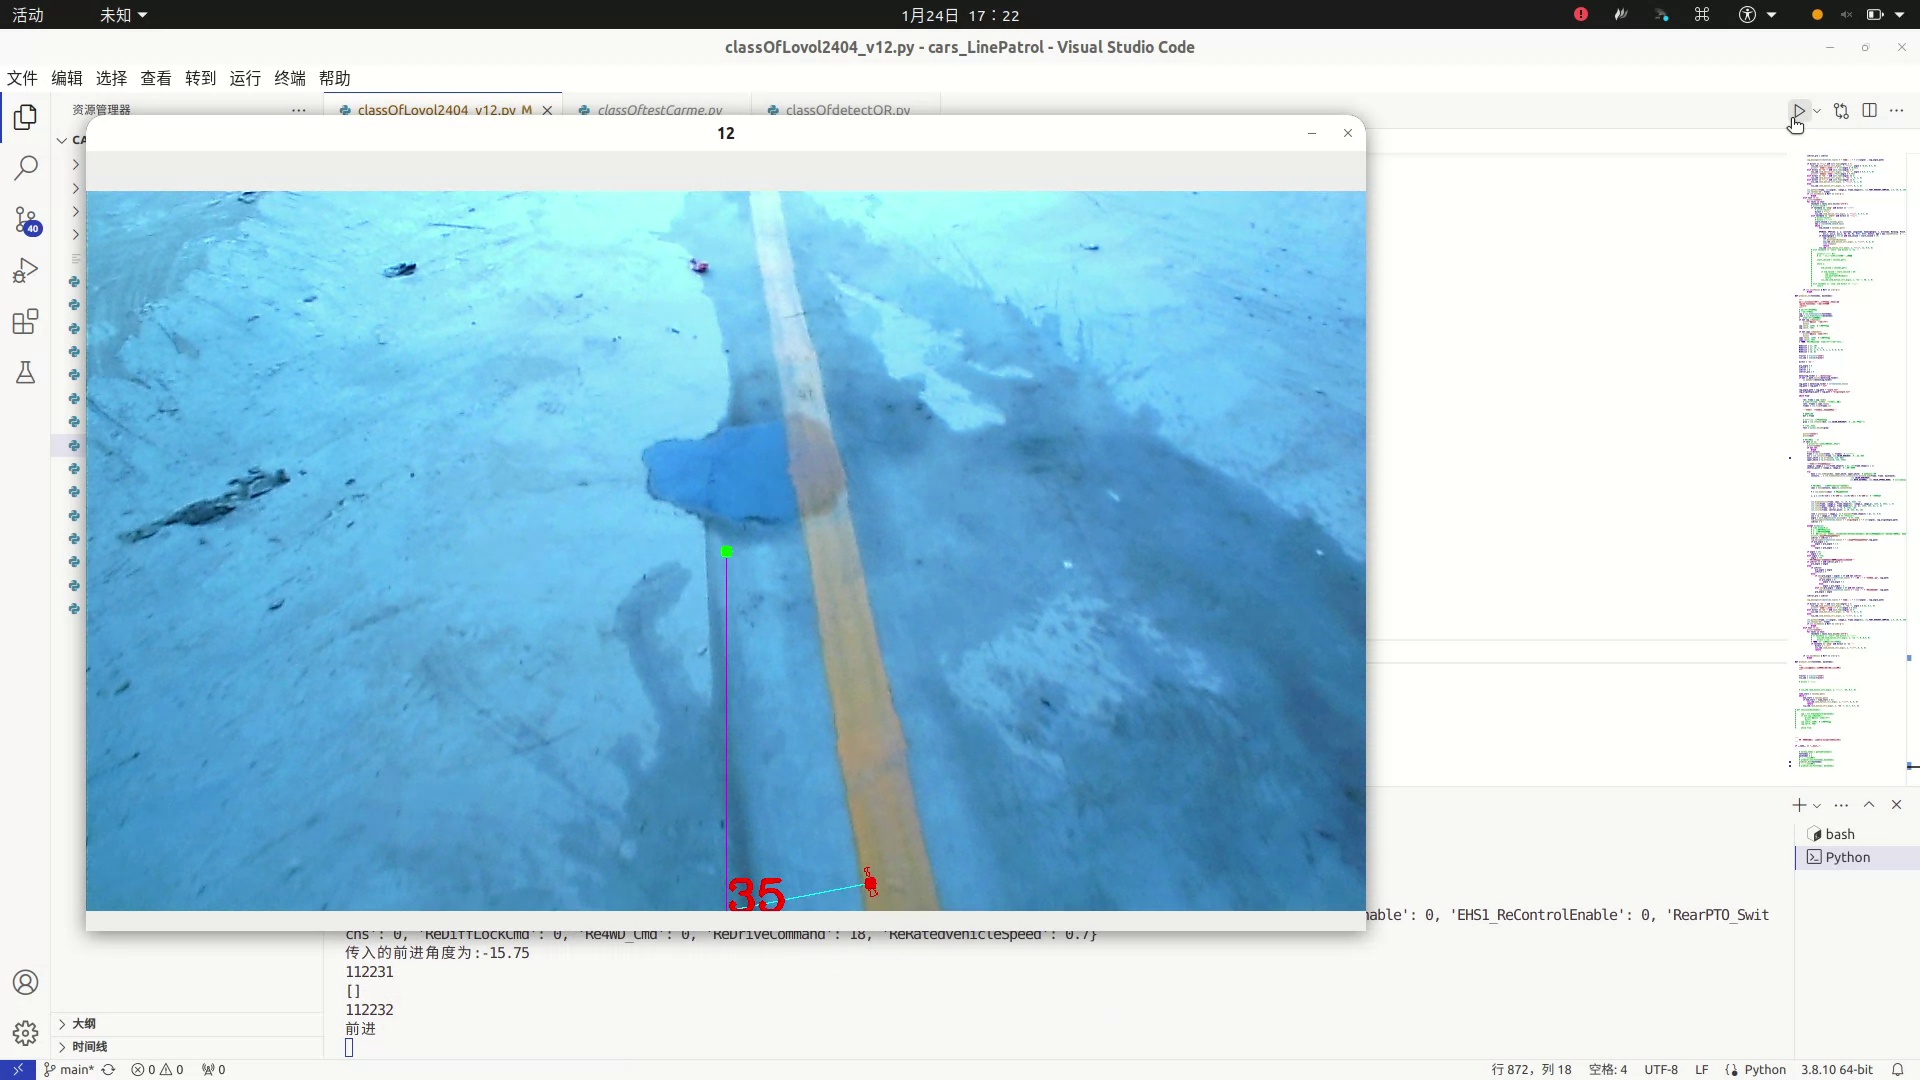 活动
未知
1月24日 17：22
classOfLovol2404_v12.py - cars_LinePatrol - Visual Studio Code
文件 编辑 选择 查看 转到 运行 终端 帮助
资源管理器
classOfLovol2404_v12.py M
classOftestCarme.py
classOfdetectQR.py
CA
12
40
35
nable': 0, 'EHS1_ReControlEnable': 0, 'RearPTO_Swit
chs': 0, 'ReDiffLockCmd': 0, 'Re4WD_Cmd': 0, 'ReDriveCommand': 18, 'ReRatedVehicleSpeed': 0.7}
传入的前进角度为:-15.75
112231
[]
112232
前进
bash
Python
大纲
时间线
main*
0
0
0
行 872，列 18
空格: 4
UTF-8
LF
Python
3.8.10 64-bit